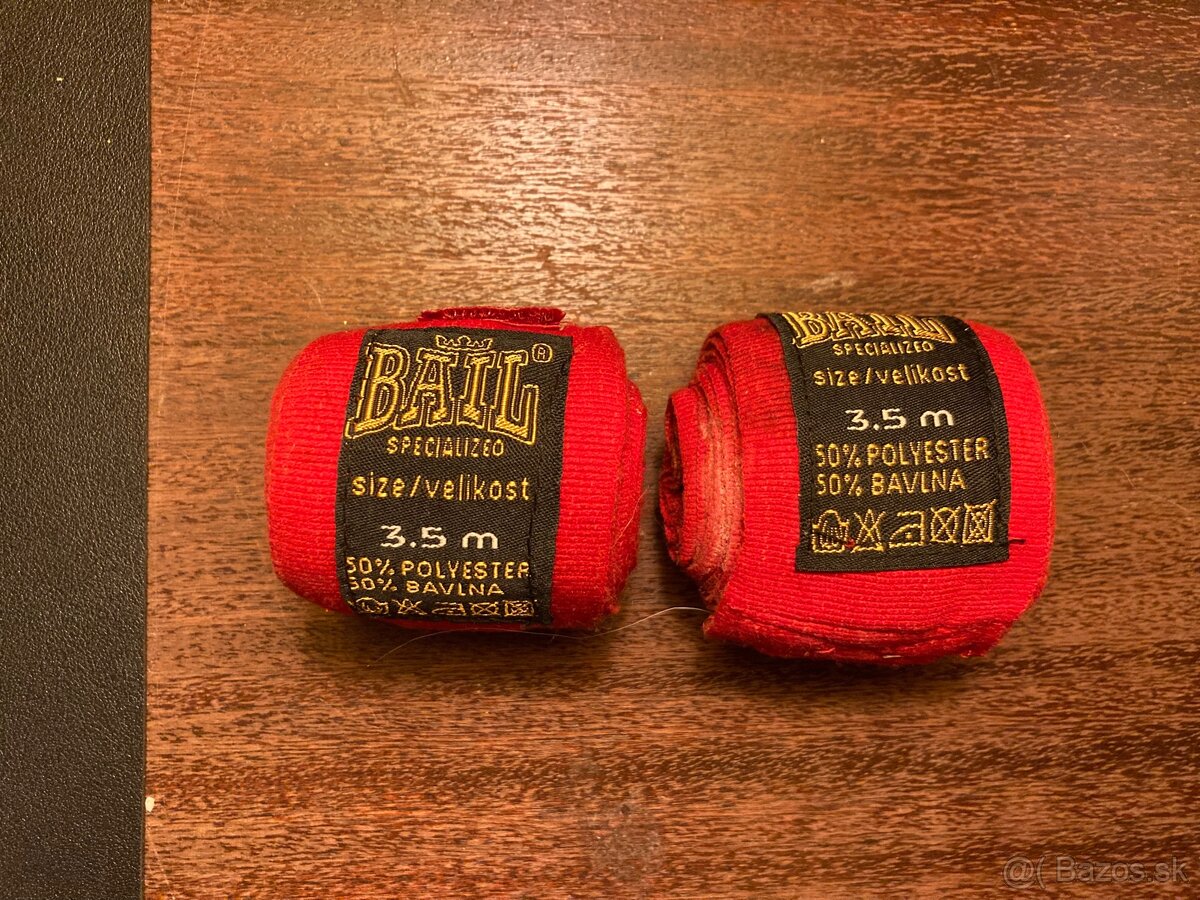 BAIL®
SPECIALIZED
size/velikost
3.5 m
50% POLYESTER
50% BAVLNA
BAIL
SPECIALIZED
size/velikost
3.5 m
50% POLYESTER
50% BAVLNA
@( Bazos.sk